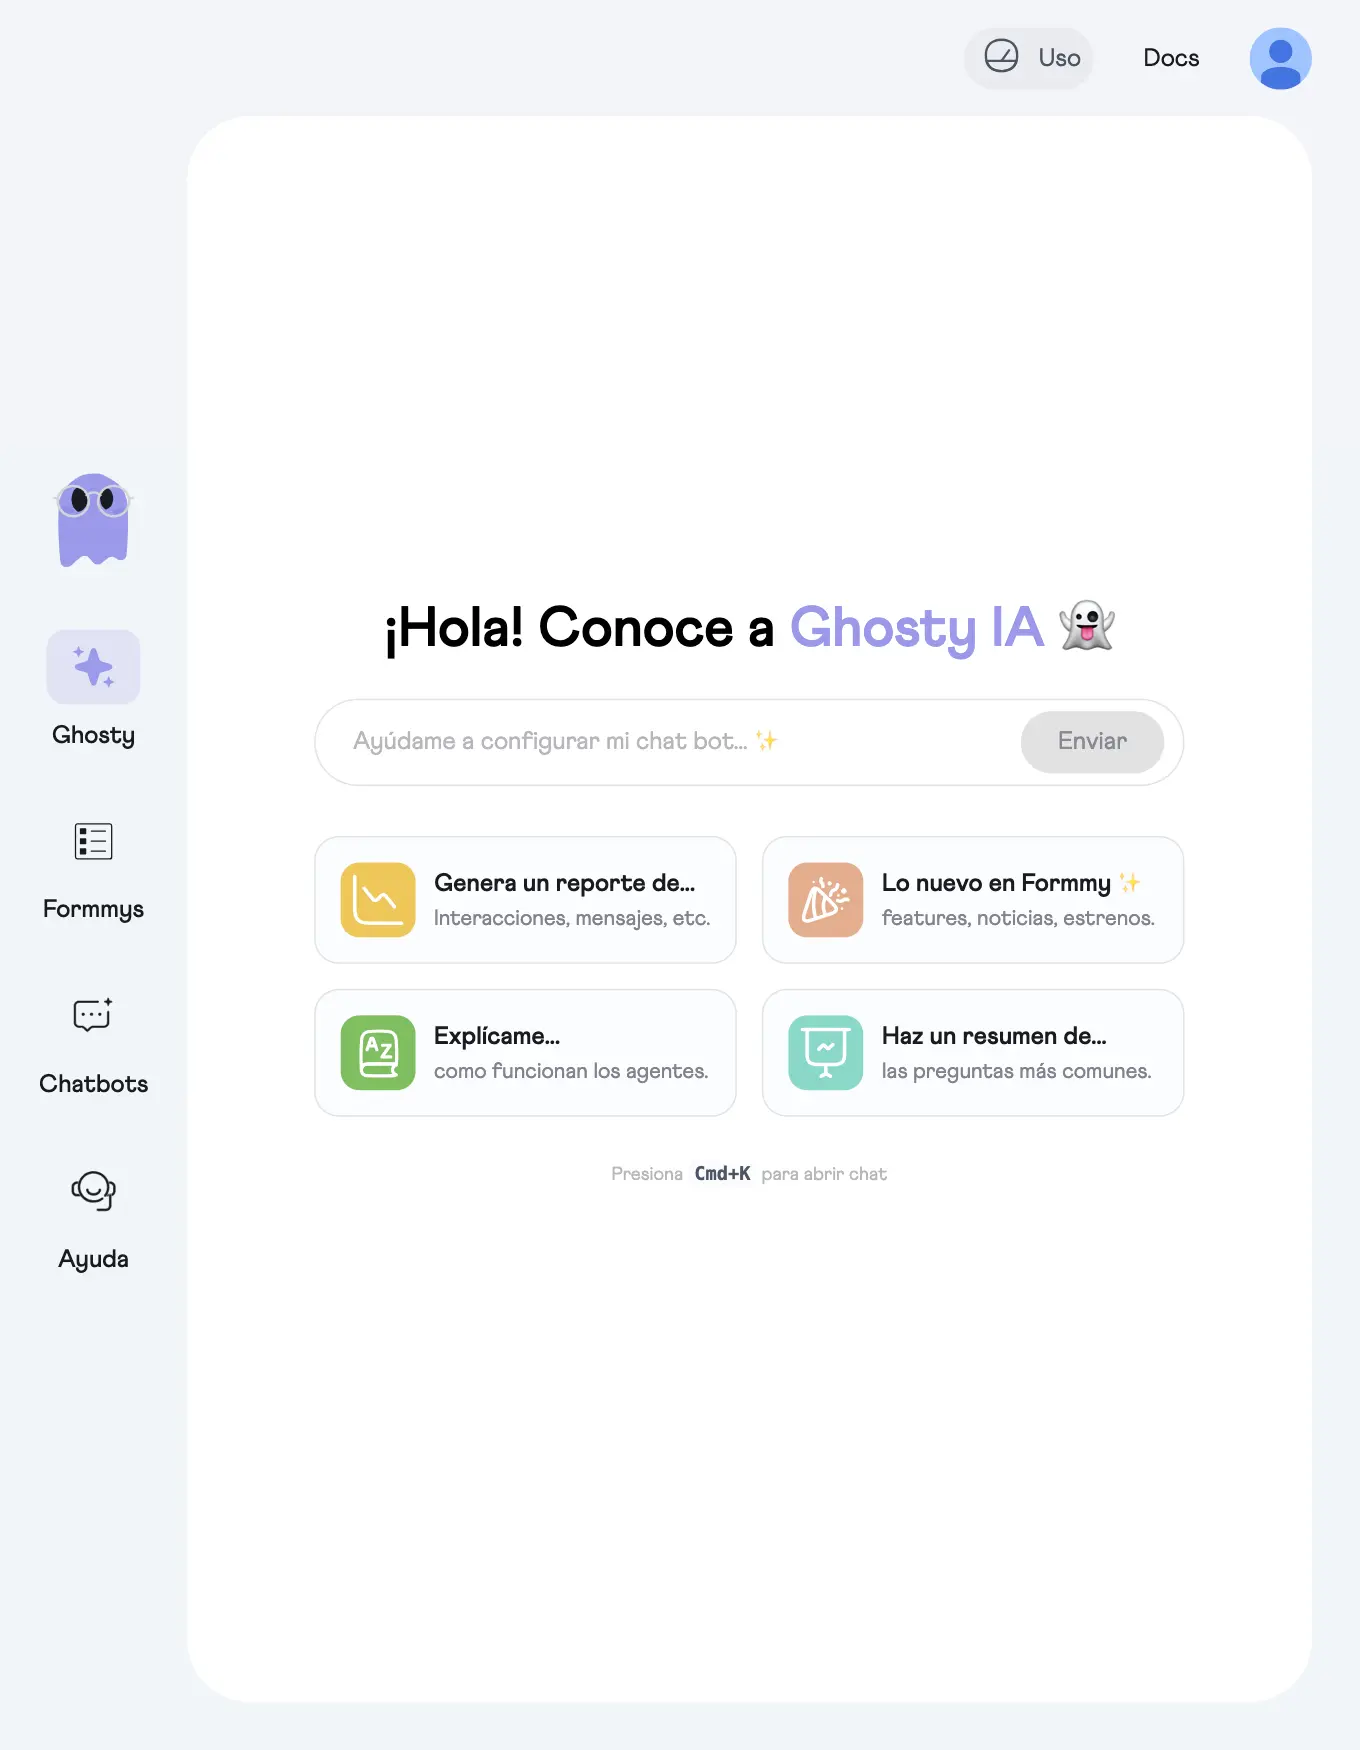 Uso
Docs
Ghosty
Formmys
Chatbots
Ayuda
¡Hola! Conoce a Ghosty IA 👻
Ayúdame a configurar mi chat bot... ✨
Enviar
Genera un reporte de...
Interacciones, mensajes, etc.
Lo nuevo en Formmy ✨
features, noticias, estrenos.
Explícame...
como funcionan los agentes.
Haz un resumen de...
las preguntas más comunes.
Presiona Cmd+K para abrir chat